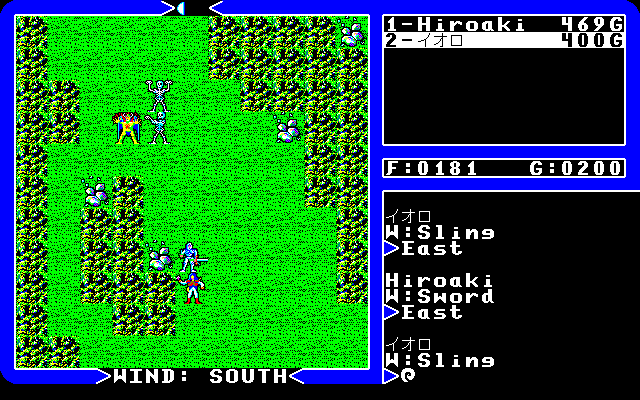 1-Hiroaki 469G
2-イオロ 400G
F:0181 G:0200
イオロ
W:Sling
>East
Hiroaki
W:Sword
>East
イオロ
W:Sling
>@
WIND: SOUTH